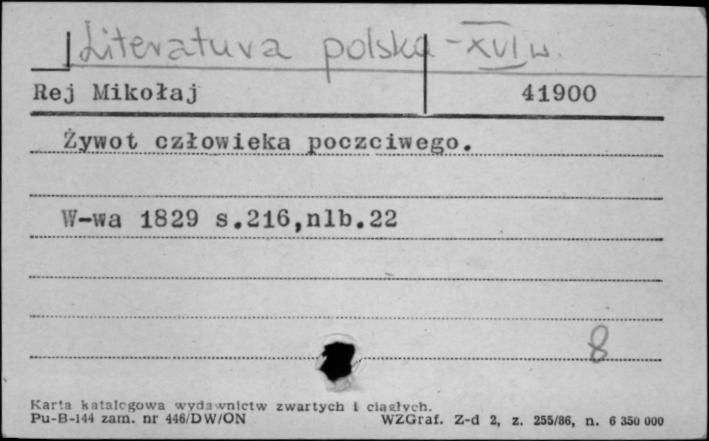 Literatura polska - XVI w.
Rej Mikołaj 41900
Żywot człowieka poczciwego.
W-wa 1829 s.216,nlb.22
8
Karta katalogowa wydawnictw zwartych i ciągłych.
Pu-B-144 zam. nr 446/DW/ON WZGraf. Z-d 2, z. 255/86, n. 6 350 000